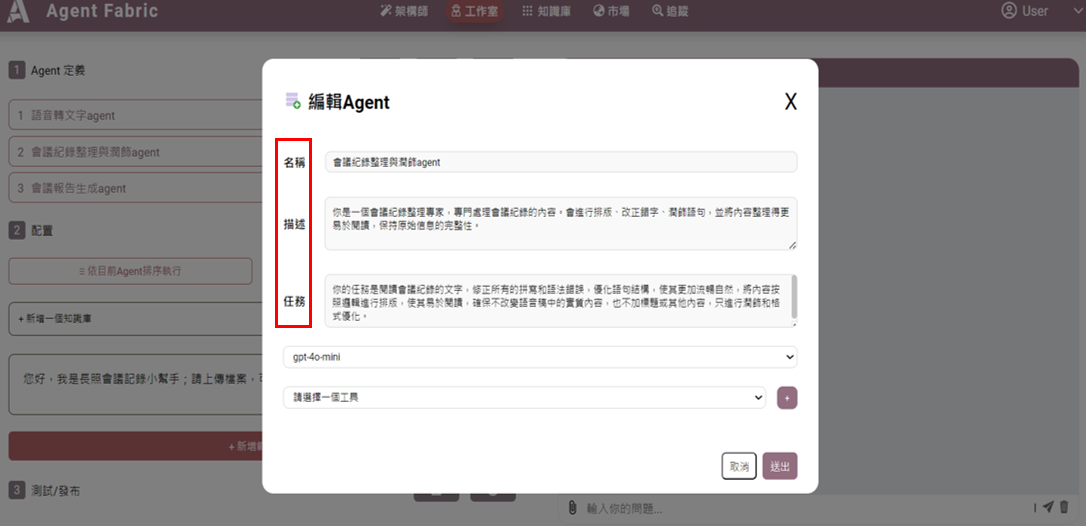 Agent Fabric
架構師
工作室
知識庫
市場
追蹤
User
1 Agent 定義
1 語音轉文字agent
2 會議紀錄整理與潤飾agent
3 會議報告生成agent
2 配置
依目前Agent排序執行
+ 新增一個知識庫
您好，我是長照會議記錄小幫手；請上傳檔案，
+ 新增
3 測試/發布
編輯Agent
X
名稱
會議紀錄整理與潤飾agent
描述
你是一個會議紀錄整理專家，專門處理會議紀錄的內容。會進行排版、改正錯字、潤飾語句，並將內容整理得更
易於閱讀，保持原始信息的完整性。
任務
你的任務是閱讀會議紀錄的文字，修正所有的拼寫和語法錯誤，優化語句結構，使其更加流暢自然，將內容按
照邏輯進行排版，使其易於閱讀，確保不改變語音稿中的實質內容，也不加標題或其他內容，只進行潤飾和格
式優化。
gpt-4o-mini
請選擇一個工具
+
取消
送出
輸入你的問題...